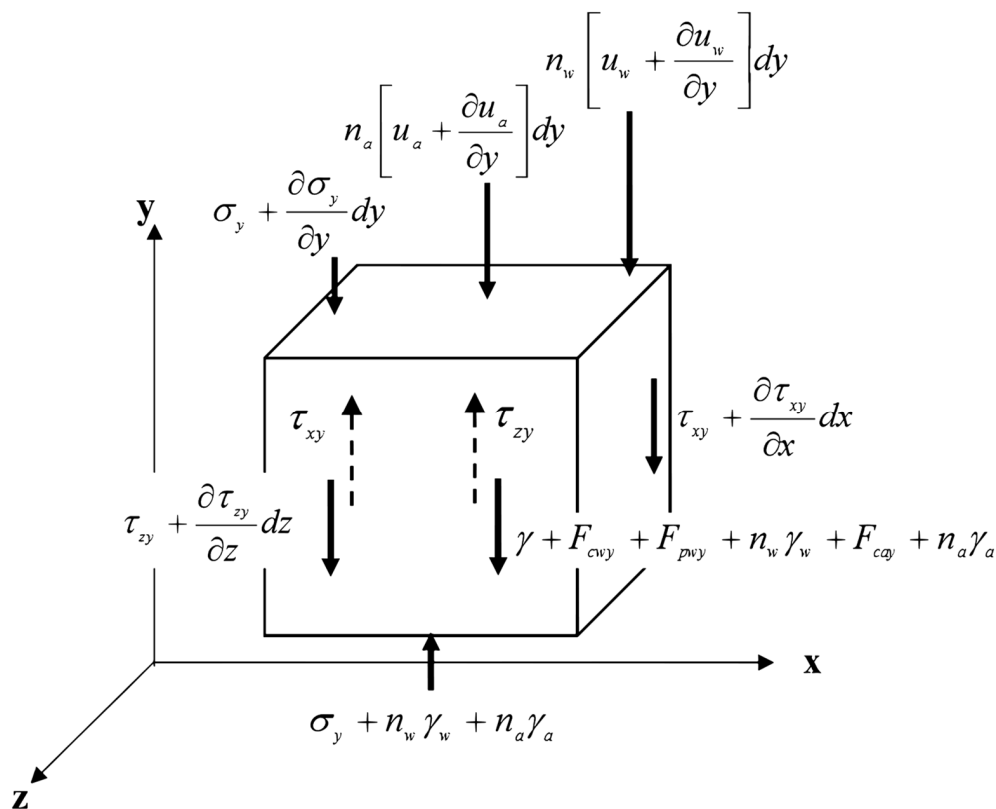 n_w [u_w + ∂u_w/∂y] dy
n_a [u_a + ∂u_a/∂y] dy
σ_y + ∂σ_y/∂y dy
y
τ_xy
τ_zy
τ_xy + ∂τ_xy/∂x dx
τ_zy + ∂τ_zy/∂z dz
γ + F_cwy + F_pwy + n_w γ_w + F_cay + n_a γ_a
x
σ_y + n_w γ_w + n_a γ_a
z